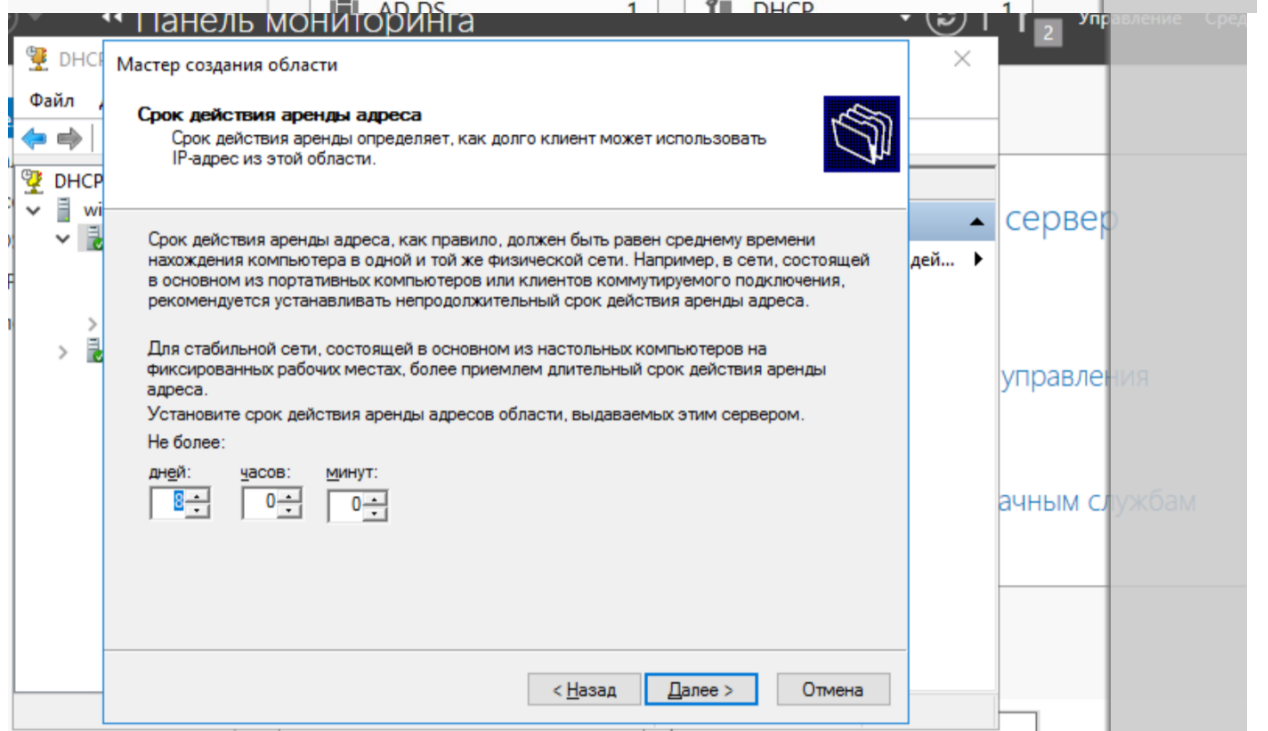 AD DS 1 DHCP 1
Панель мониторинга
2
Управление
DHCP
Мастер создания области
Файл
Срок действия аренды адреса
Срок действия аренды определяет, как долго клиент может использовать
IP-адрес из этой области.
DHCP
сервер
Срок действия аренды адреса, как правило, должен быть равен среднему времени
нахождения компьютера в одной и той же физической сети. Например, в сети, состоящей
в основном из портативных компьютеров или клиентов коммутируемого подключения,
рекомендуется устанавливать непродолжительный срок действия аренды адреса.
дей...
Для стабильной сети, состоящей в основном из настольных компьютеров на
фиксированных рабочих местах, более приемлем длительный срок действия аренды
адреса.
управления
Установите срок действия аренды адресов области, выдаваемых этим сервером.
Не более:
дней: часов: минут:
8 0 0
ачным службам
< Назад Далее > Отмена